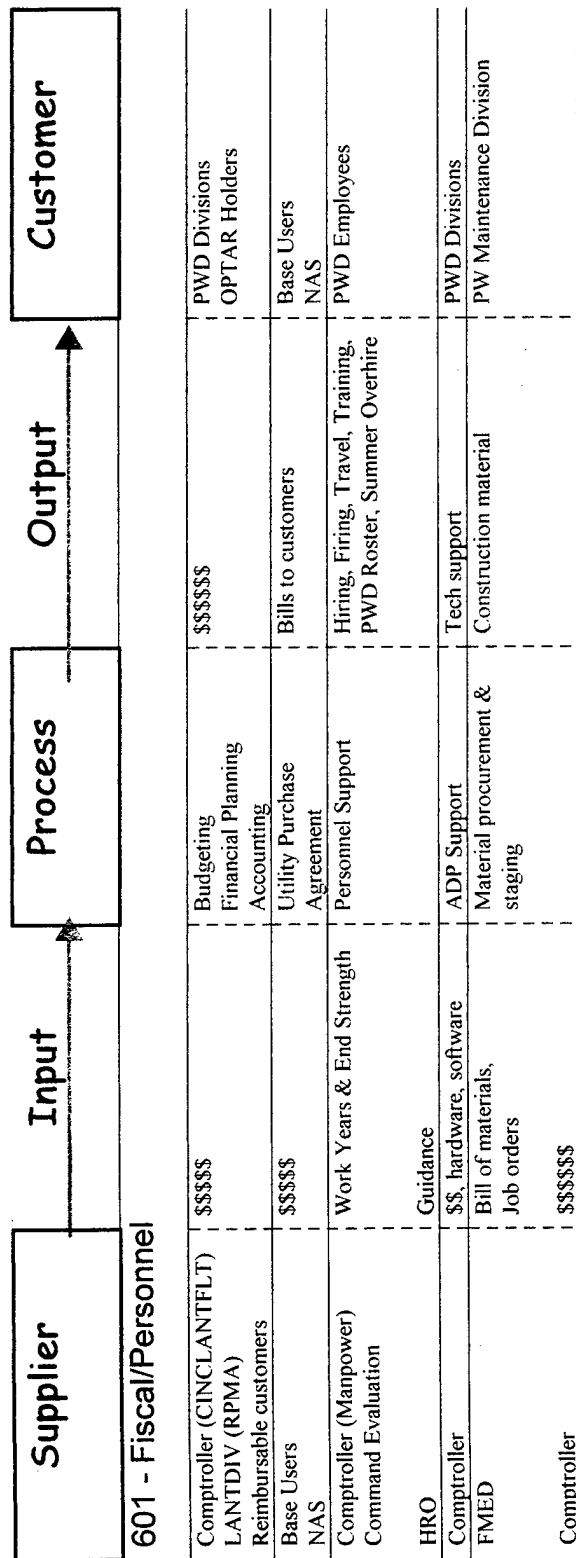 Supplier
Input
Process
Output
Customer
601 - Fiscal/Personnel
Comptroller (CINCLANTFLT)
LANTDIV (RPMA)
Reimbursable customers
$$$$$
Budgeting
Financial Planning
Accounting
$$$$$$
PWD Divisions
OPTAR Holders
Base Users
NAS
$$$$$
Utility Purchase
Agreement
Bills to customers
Base Users
NAS
Comptroller (Manpower)
Command Evaluation
HRO
Work Years & End Strength
Guidance
Personnel Support
Hiring, Firing, Travel, Training,
PWD Roster, Summer Overhire
PWD Employees
Comptroller
$$, hardware, software
ADP Support
Tech support
PWD Divisions
FMED
Comptroller
Bill of materials,
Job orders
$$$$$$
Material procurement &
staging
Construction material
PW Maintenance Division